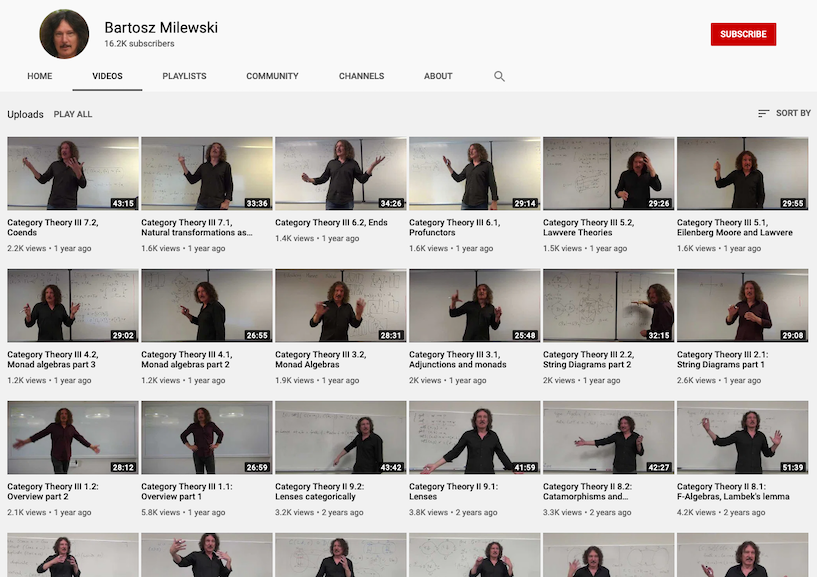 Bartosz Milewski
16.2K subscribers
SUBSCRIBE
HOME VIDEOS PLAYLISTS COMMUNITY CHANNELS ABOUT
Uploads PLAY ALL SORT BY
43:15 33:36 34:26 29:14 29:26 29:55
Category Theory III 7.2,
Coends
2.2K views • 1 year ago
Category Theory III 7.1,
Natural transformations as...
1.6K views • 1 year ago
Category Theory III 6.2, Ends
1.4K views • 1 year ago
Category Theory III 6.1,
Profunctors
1.6K views • 1 year ago
Category Theory III 5.2,
Lawvere Theories
1.5K views • 1 year ago
Category Theory III 5.1,
Eilenberg Moore and Lawvere
1.6K views • 1 year ago
29:02 26:55 28:31 25:48 32:15 29:08
Category Theory III 4.2,
Monad algebras part 3
1.2K views • 1 year ago
Category Theory III 4.1,
Monad algebras part 2
1.2K views • 1 year ago
Category Theory III 3.2,
Monad Algebras
1.9K views • 1 year ago
Category Theory III 3.1,
Adjunctions and monads
2K views • 1 year ago
Category Theory III 2.2,
String Diagrams part 2
2K views • 1 year ago
Category Theory III 2.1:
String Diagrams part 1
2.6K views • 1 year ago
28:12 26:59 43:42 41:59 42:27 51:39
Category Theory III 1.2:
Overview part 2
2.1K views • 1 year ago
Category Theory III 1.1:
Overview part 1
5.8K views • 1 year ago
Category Theory II 9.2:
Lenses categorically
3.2K views • 2 years ago
Category Theory II 9.1:
Lenses
3.8K views • 2 years ago
Category Theory II 8.2:
Catamorphisms and...
3.3K views • 2 years ago
Category Theory II 8.1:
F-Algebras, Lambek's lemma
4.2K views • 2 years ago